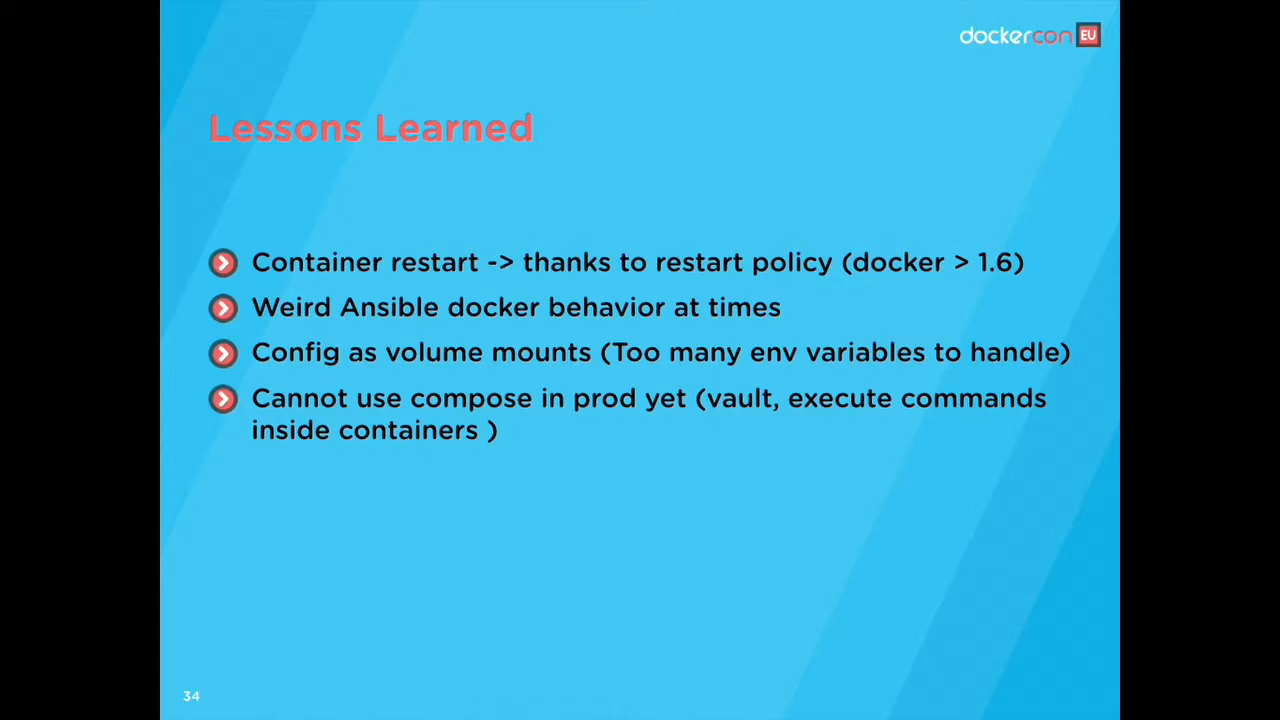 dockercon EU
Lessons Learned
Container restart -> thanks to restart policy (docker > 1.6)
Weird Ansible docker behavior at times
Config as volume mounts (Too many env variables to handle)
Cannot use compose in prod yet (vault, execute commands
inside containers )
34